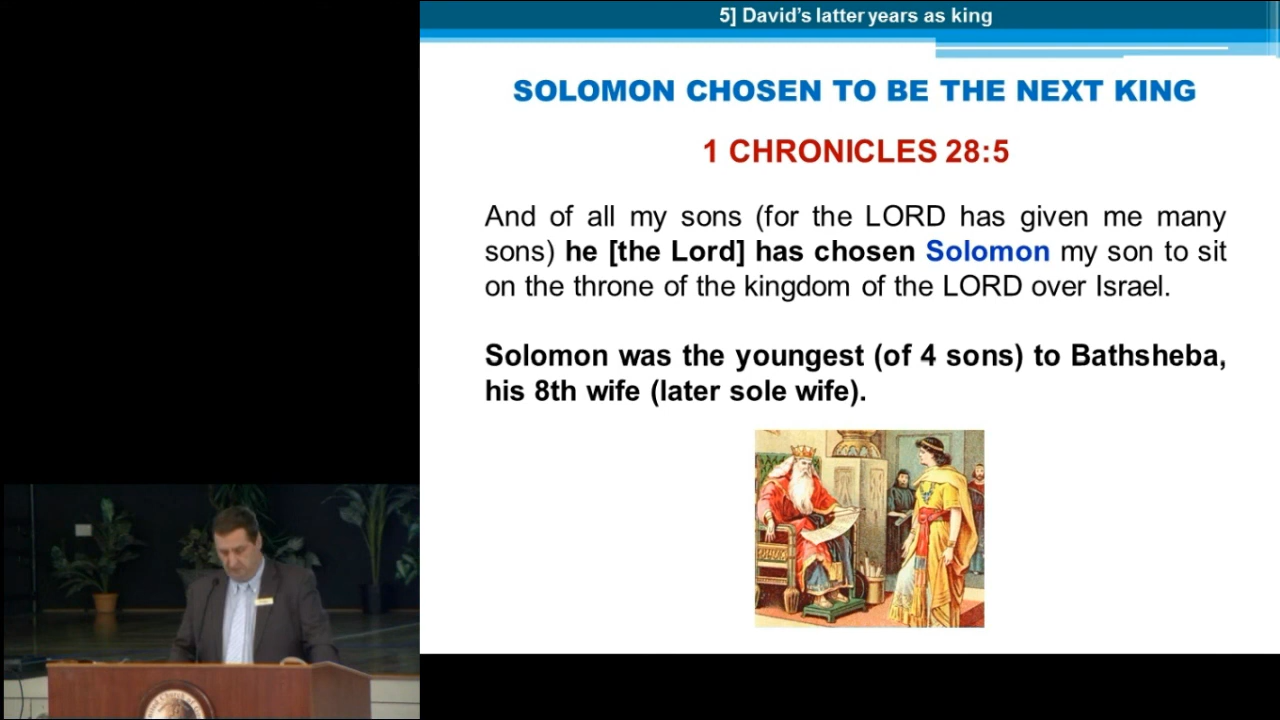 5] David's latter years as king
SOLOMON CHOSEN TO BE THE NEXT KING
1 CHRONICLES 28:5
And of all my sons (for the LORD has given me many
sons) he [the Lord] has chosen Solomon my son to sit
on the throne of the kingdom of the LORD over Israel.
Solomon was the youngest (of 4 sons) to Bathsheba,
his 8th wife (later sole wife).